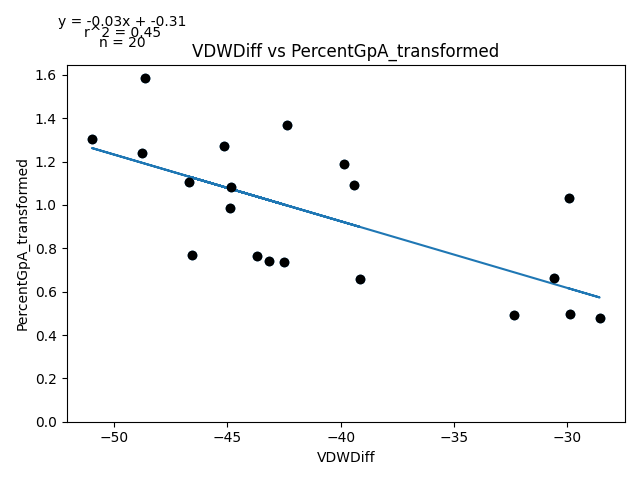 y = -0.03x + -0.31
r^2 = 0.45
n = 20
VDWDiff vs PercentGpA_transformed
PercentGpA_transformed
1.6
1.4
1.2
1.0
0.8
0.6
0.4
0.2
0.0
−50
−45
−40
−35
−30
VDWDiff